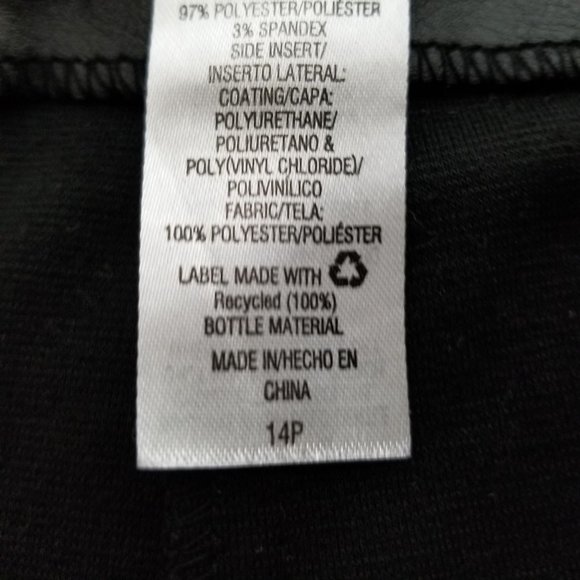 97% POLYESTER/POLIÉSTER
3% SPANDEX
SIDE INSERT/
INSERTO LATERAL:
COATING/CAPA:
POLYURETHANE/
POLIURETANO &
POLY(VINYL CHLORIDE)/
POLIVINÍLICO
FABRIC/TELA:
100% POLYESTER/POLIÉSTER
LABEL MADE WITH
Recycled (100%)
BOTTLE MATERIAL
MADE IN/HECHO EN
CHINA
14P